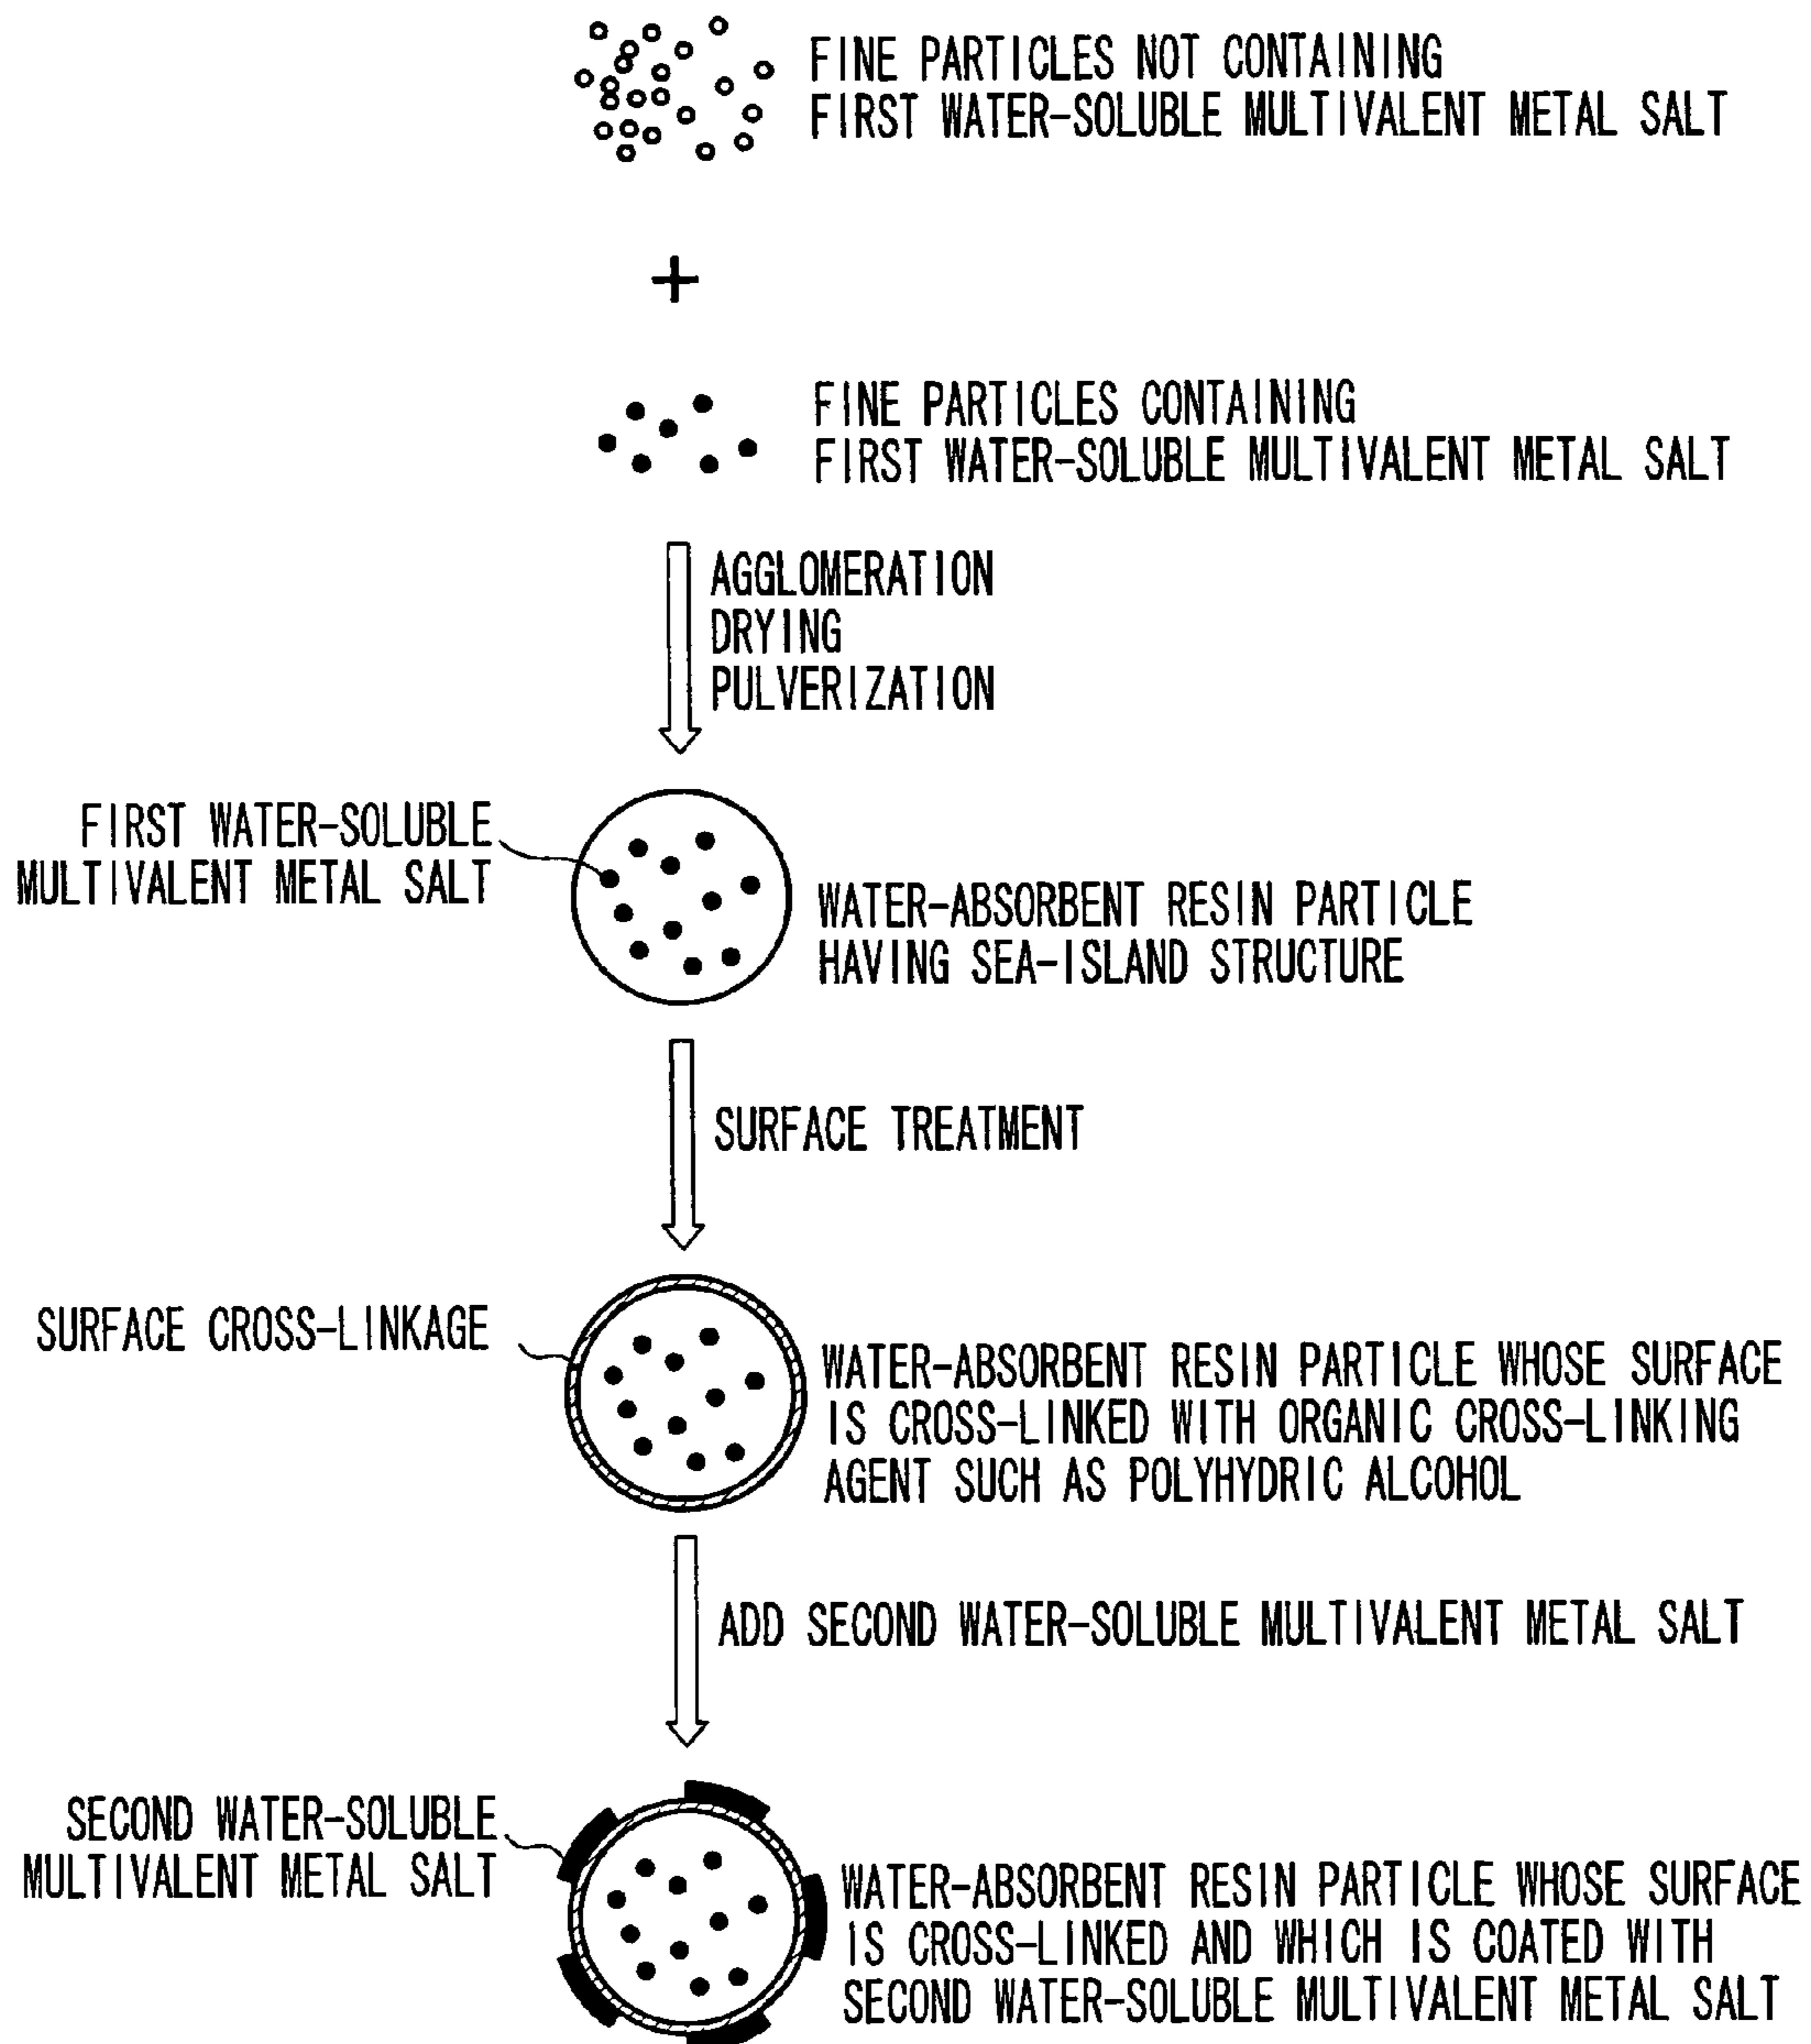 FINE PARTICLES NOT CONTAINING
FIRST WATER-SOLUBLE MULTIVALENT METAL SALT
+
FINE PARTICLES CONTAINING
FIRST WATER-SOLUBLE MULTIVALENT METAL SALT
AGGLOMERATION
DRYING
PULVERIZATION
FIRST WATER-SOLUBLE
MULTIVALENT METAL SALT
WATER-ABSORBENT RESIN PARTICLE
HAVING SEA-ISLAND STRUCTURE
SURFACE TREATMENT
SURFACE CROSS-LINKAGE
WATER-ABSORBENT RESIN PARTICLE WHOSE SURFACE
IS CROSS-LINKED WITH ORGANIC CROSS-LINKING
AGENT SUCH AS POLYHYDRIC ALCOHOL
ADD SECOND WATER-SOLUBLE MULTIVALENT METAL SALT
SECOND WATER-SOLUBLE
MULTIVALENT METAL SALT
WATER-ABSORBENT RESIN PARTICLE WHOSE SURFACE
IS CROSS-LINKED AND WHICH IS COATED WITH
SECOND WATER-SOLUBLE MULTIVALENT METAL SALT